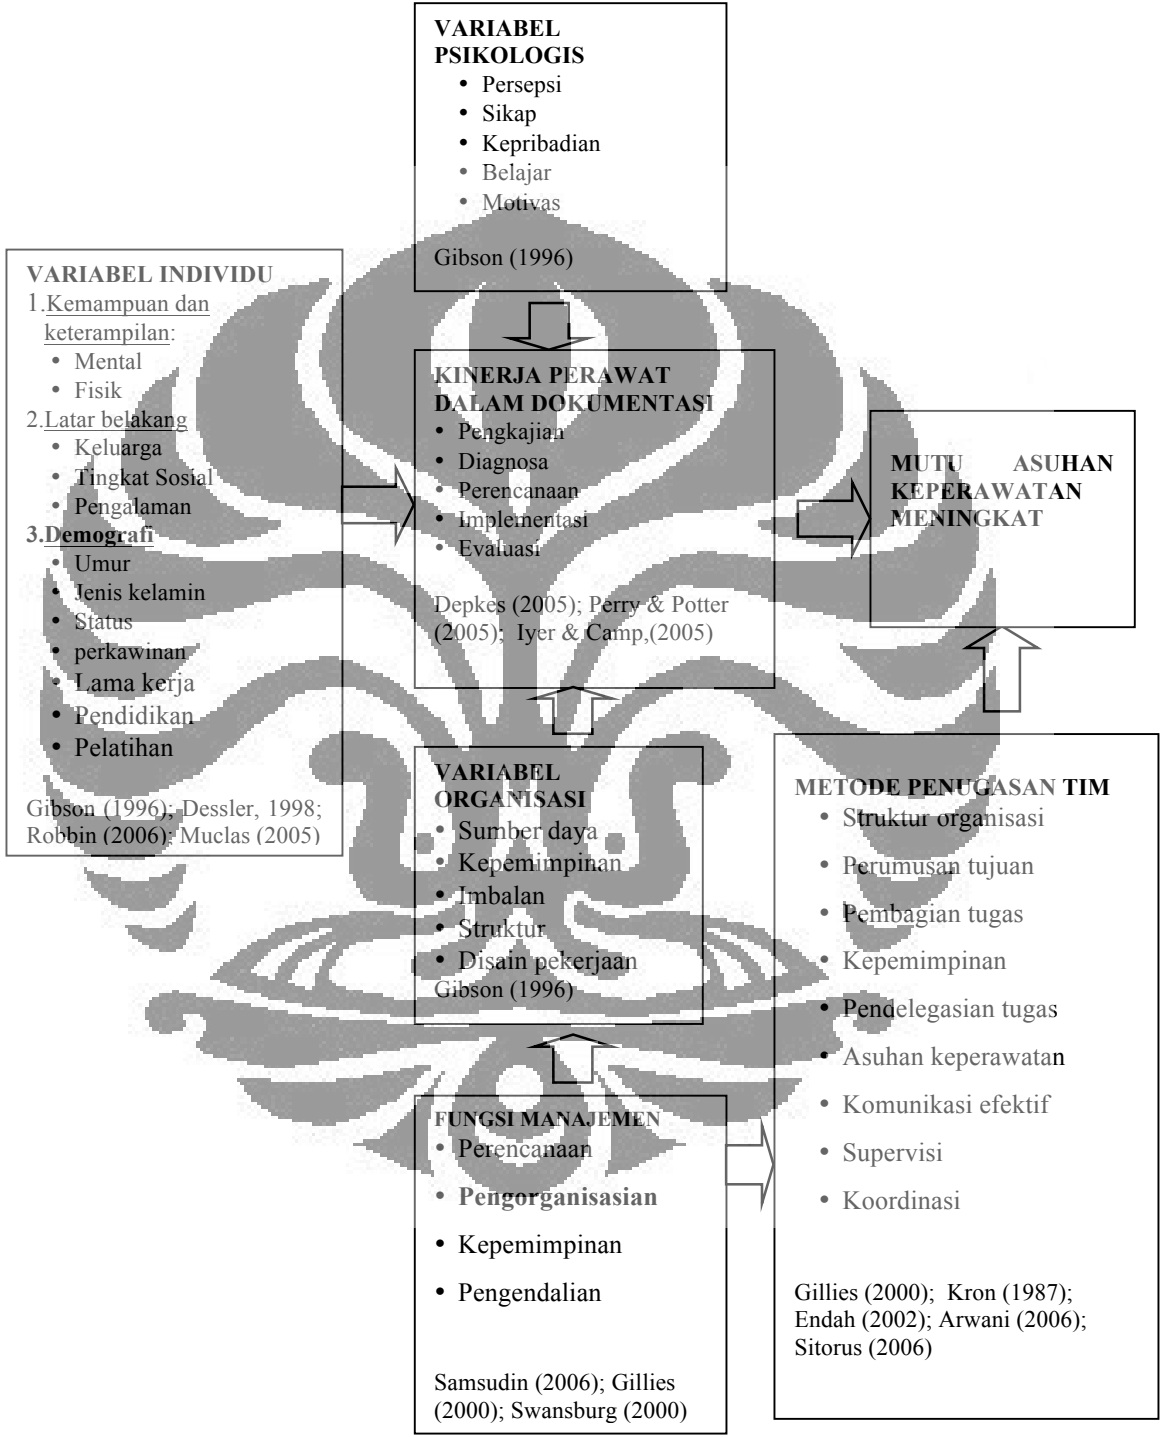 VARIABEL
PSIKOLOGIS
• Persepsi
• Sikap
• Kepribadian
• Belajar
• Motivas
Gibson (1996)
VARIABEL INDIVIDU
1.Kemampuan dan
keterampilan:
• Mental
• Fisik
2.Latar belakang
• Keluarga
• Tingkat Sosial
• Pengalaman
3.Demografi
• Umur
• Jenis kelamin
• Status
• perkawinan
• Lama kerja
• Pendidikan
• Pelatihan
Gibson (1996); Dessler, 1998;
Robbin (2006); Muclas (2005)
KINERJA PERAWAT
DALAM DOKUMENTASI
• Pengkajian
• Diagnosa
• Perencanaan
• Implementasi
• Evaluasi
Depkes (2005); Perry & Potter
(2005); Iyer & Camp,(2005)
MUTU ASUHAN
KEPERAWATAN
MENINGKAT
VARIABEL
ORGANISASI
• Sumber daya
• Kepemimpinan
• Imbalan
• Struktur
• Disain pekerjaan
Gibson (1996)
METODE PENUGASAN TIM
• Struktur organisasi
• Perumusan tujuan
• Pembagian tugas
• Kepemimpinan
• Pendelegasian tugas
• Asuhan keperawatan
• Komunikasi efektif
• Supervisi
• Koordinasi
Gillies (2000); Kron (1987);
Endah (2002); Arwani (2006);
Sitorus (2006)
FUNGSI MANAJEMEN
• Perencanaan
• Pengorganisasian
• Kepemimpinan
• Pengendalian
Samsudin (2006); Gillies
(2000); Swansburg (2000)